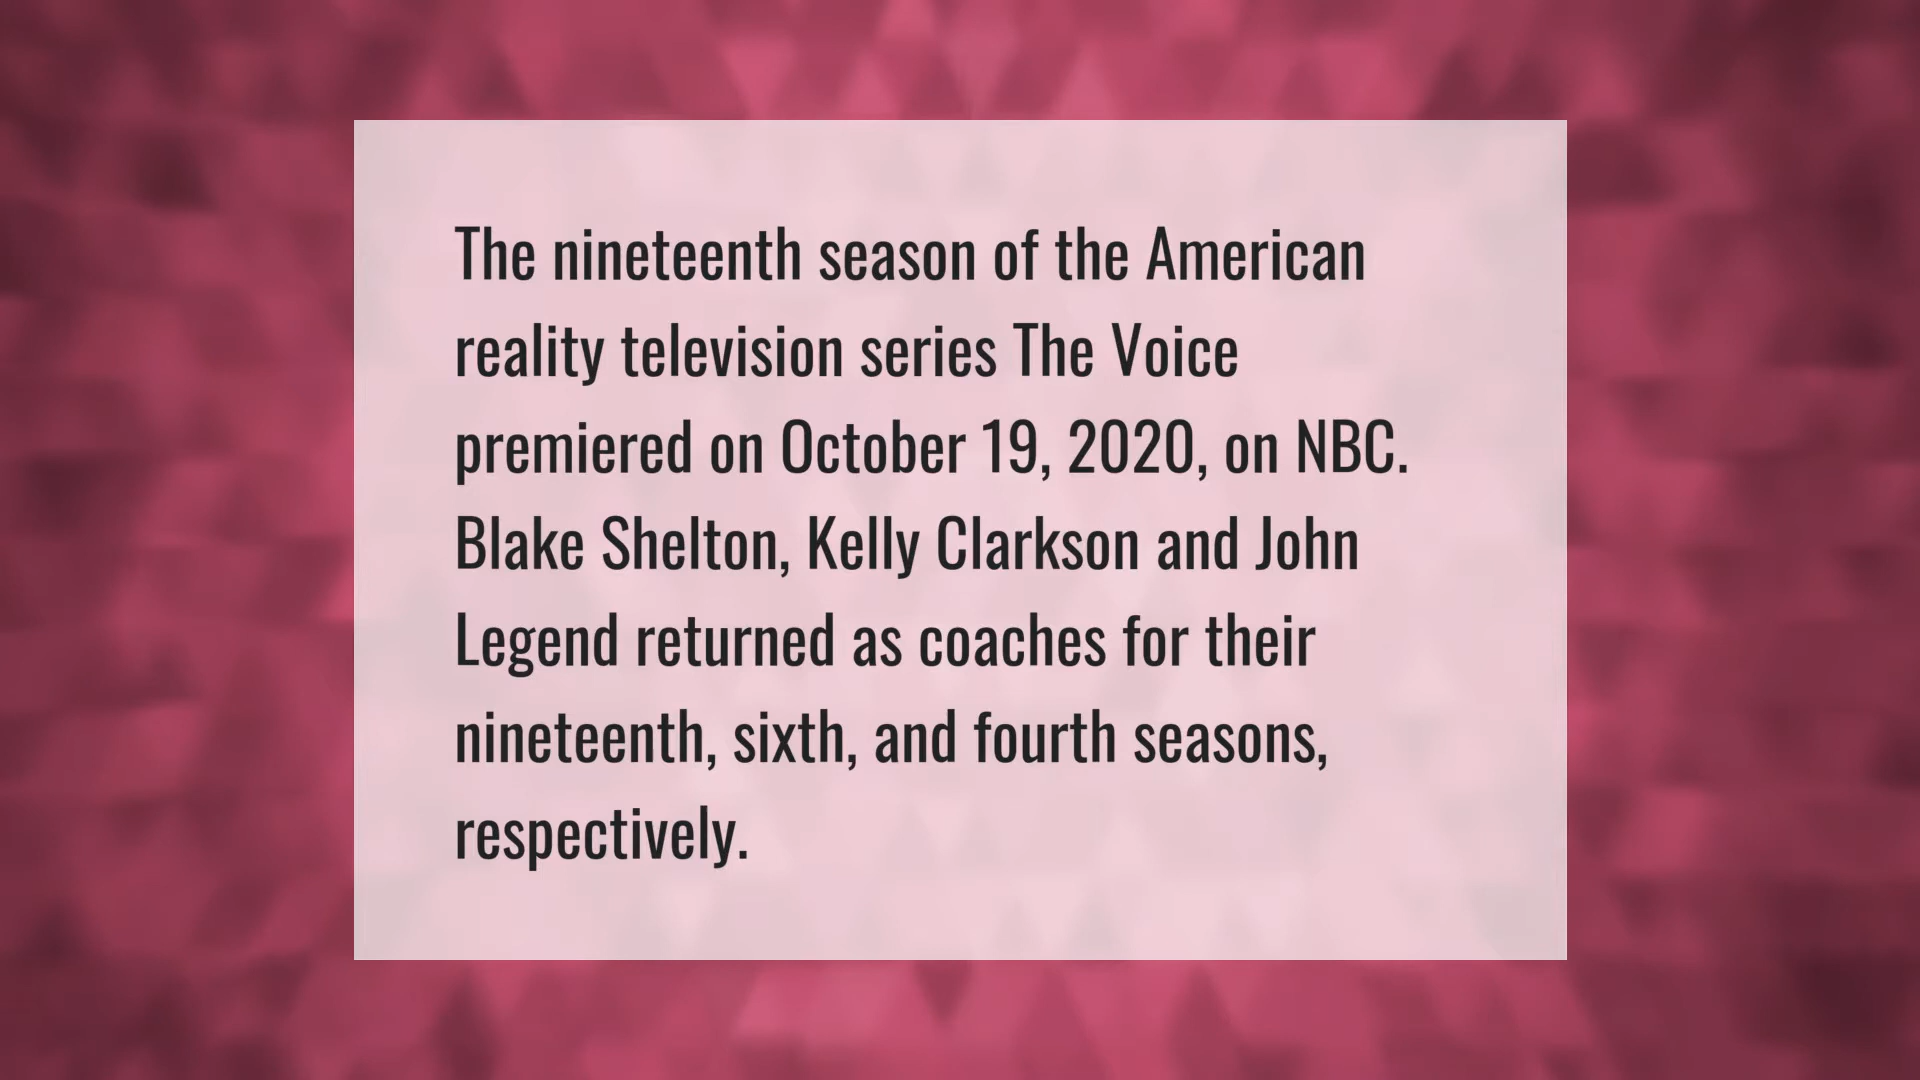 The nineteenth season of the American
reality television series The Voice
premiered on October 19, 2020, on NBC.
Blake Shelton, Kelly Clarkson and John
Legend returned as coaches for their
nineteenth, sixth, and fourth seasons,
respectively.